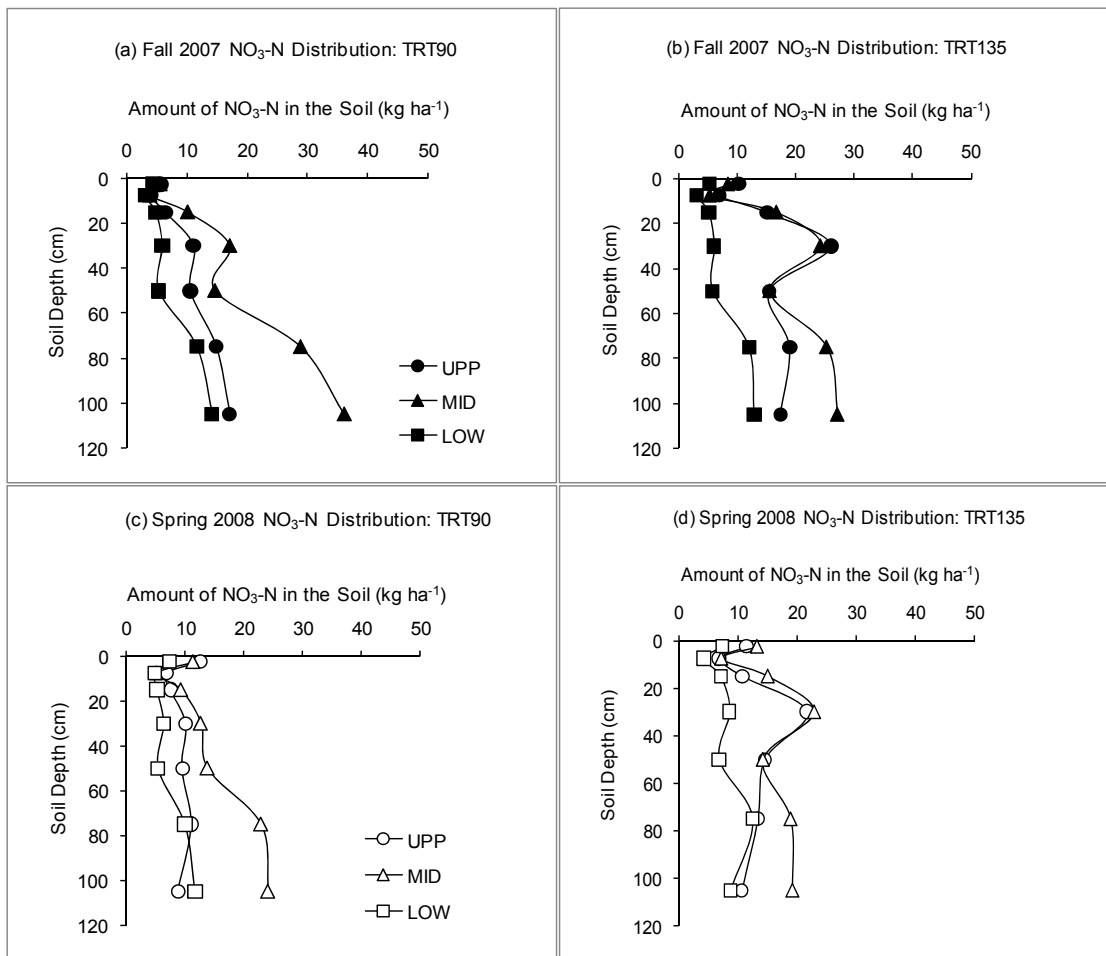 (a) Fall 2007 NO₃-N Distribution: TRT90
Amount of NO₃-N in the Soil (kg ha⁻¹)
0 10 20 30 40 50
0
20
40
60
80
100
120
Soil Depth (cm)
UPP
MID
LOW
(b) Fall 2007 NO₃-N Distribution: TRT135
Amount of NO₃-N in the Soil (kg ha⁻¹)
0 10 20 30 40 50
0
20
40
60
80
100
120
Soil Depth (cm)
(c) Spring 2008 NO₃-N Distribution: TRT90
Amount of NO₃-N in the Soil (kg ha⁻¹)
0 10 20 30 40 50
0
20
40
60
80
100
120
Soil Depth (cm)
UPP
MID
LOW
(d) Spring 2008 NO₃-N Distribution: TRT135
Amount of NO₃-N in the Soil (kg ha⁻¹)
0 10 20 30 40 50
0
20
40
60
80
100
120
Soil Depth (cm)